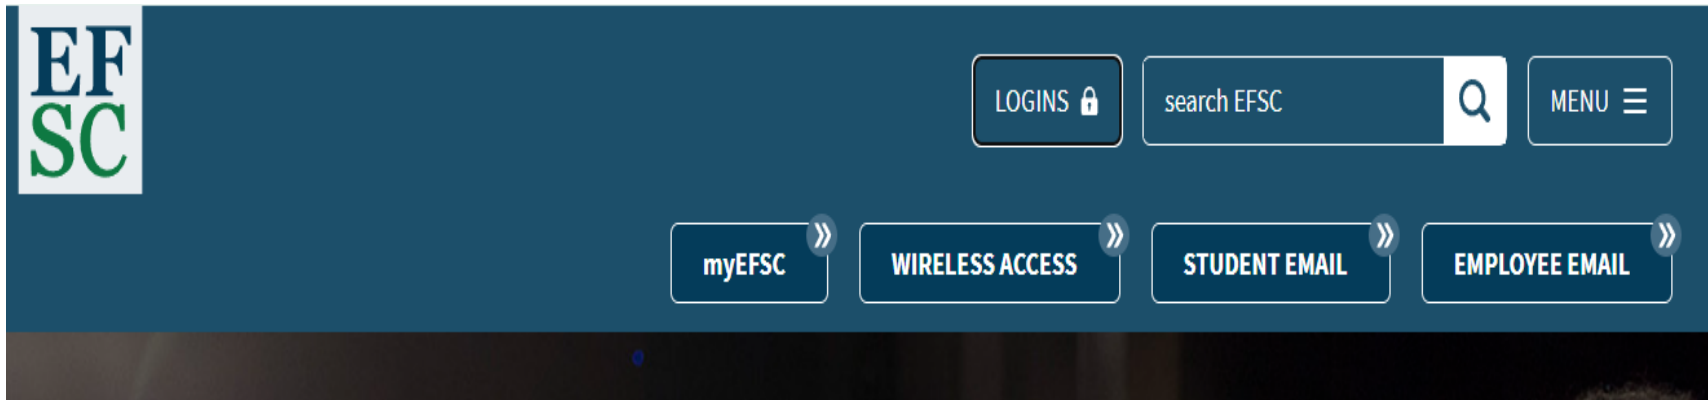 EF
SC
LOGINS
search EFSC
MENU
myEFSC
WIRELESS ACCESS
STUDENT EMAIL
EMPLOYEE EMAIL